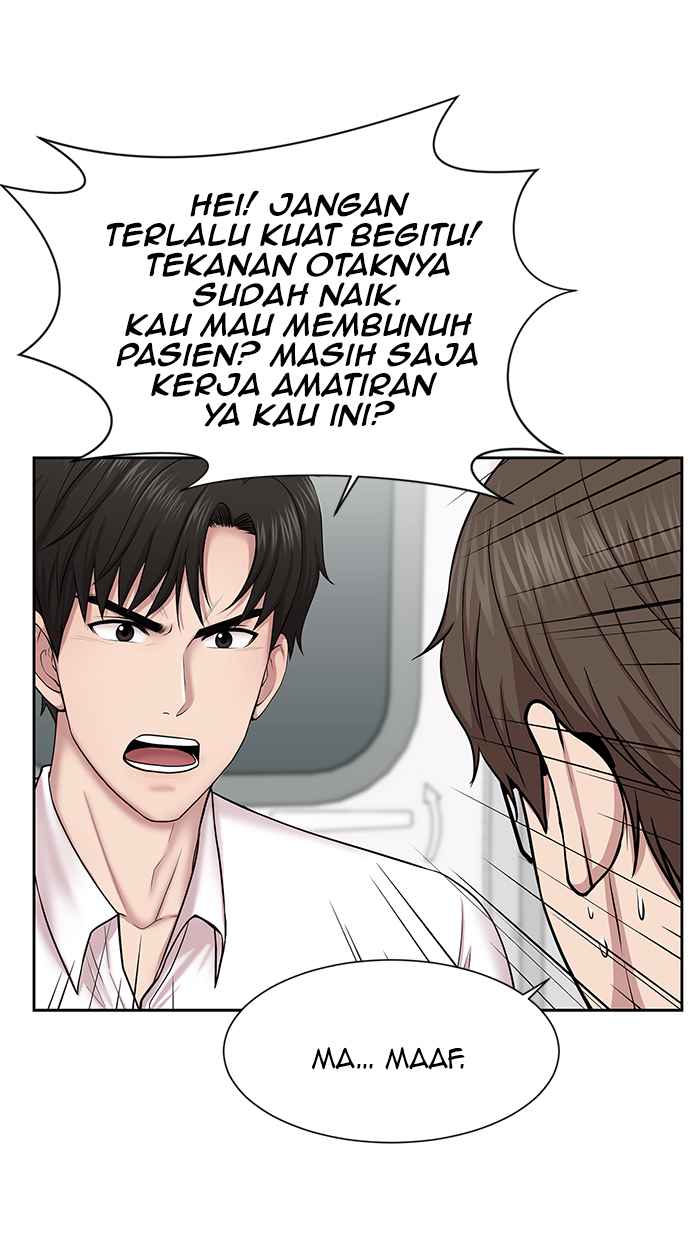 HEI! JANGAN
TERLALU KUAT BEGITU!
TEKANAN OTAKNYA
SUDAH NAIK.
KAU MAU MEMBUNUH
PASIEN? MASIH SAJA
KERJA AMATIRAN
YA KAU INI?
MA... MAAF.